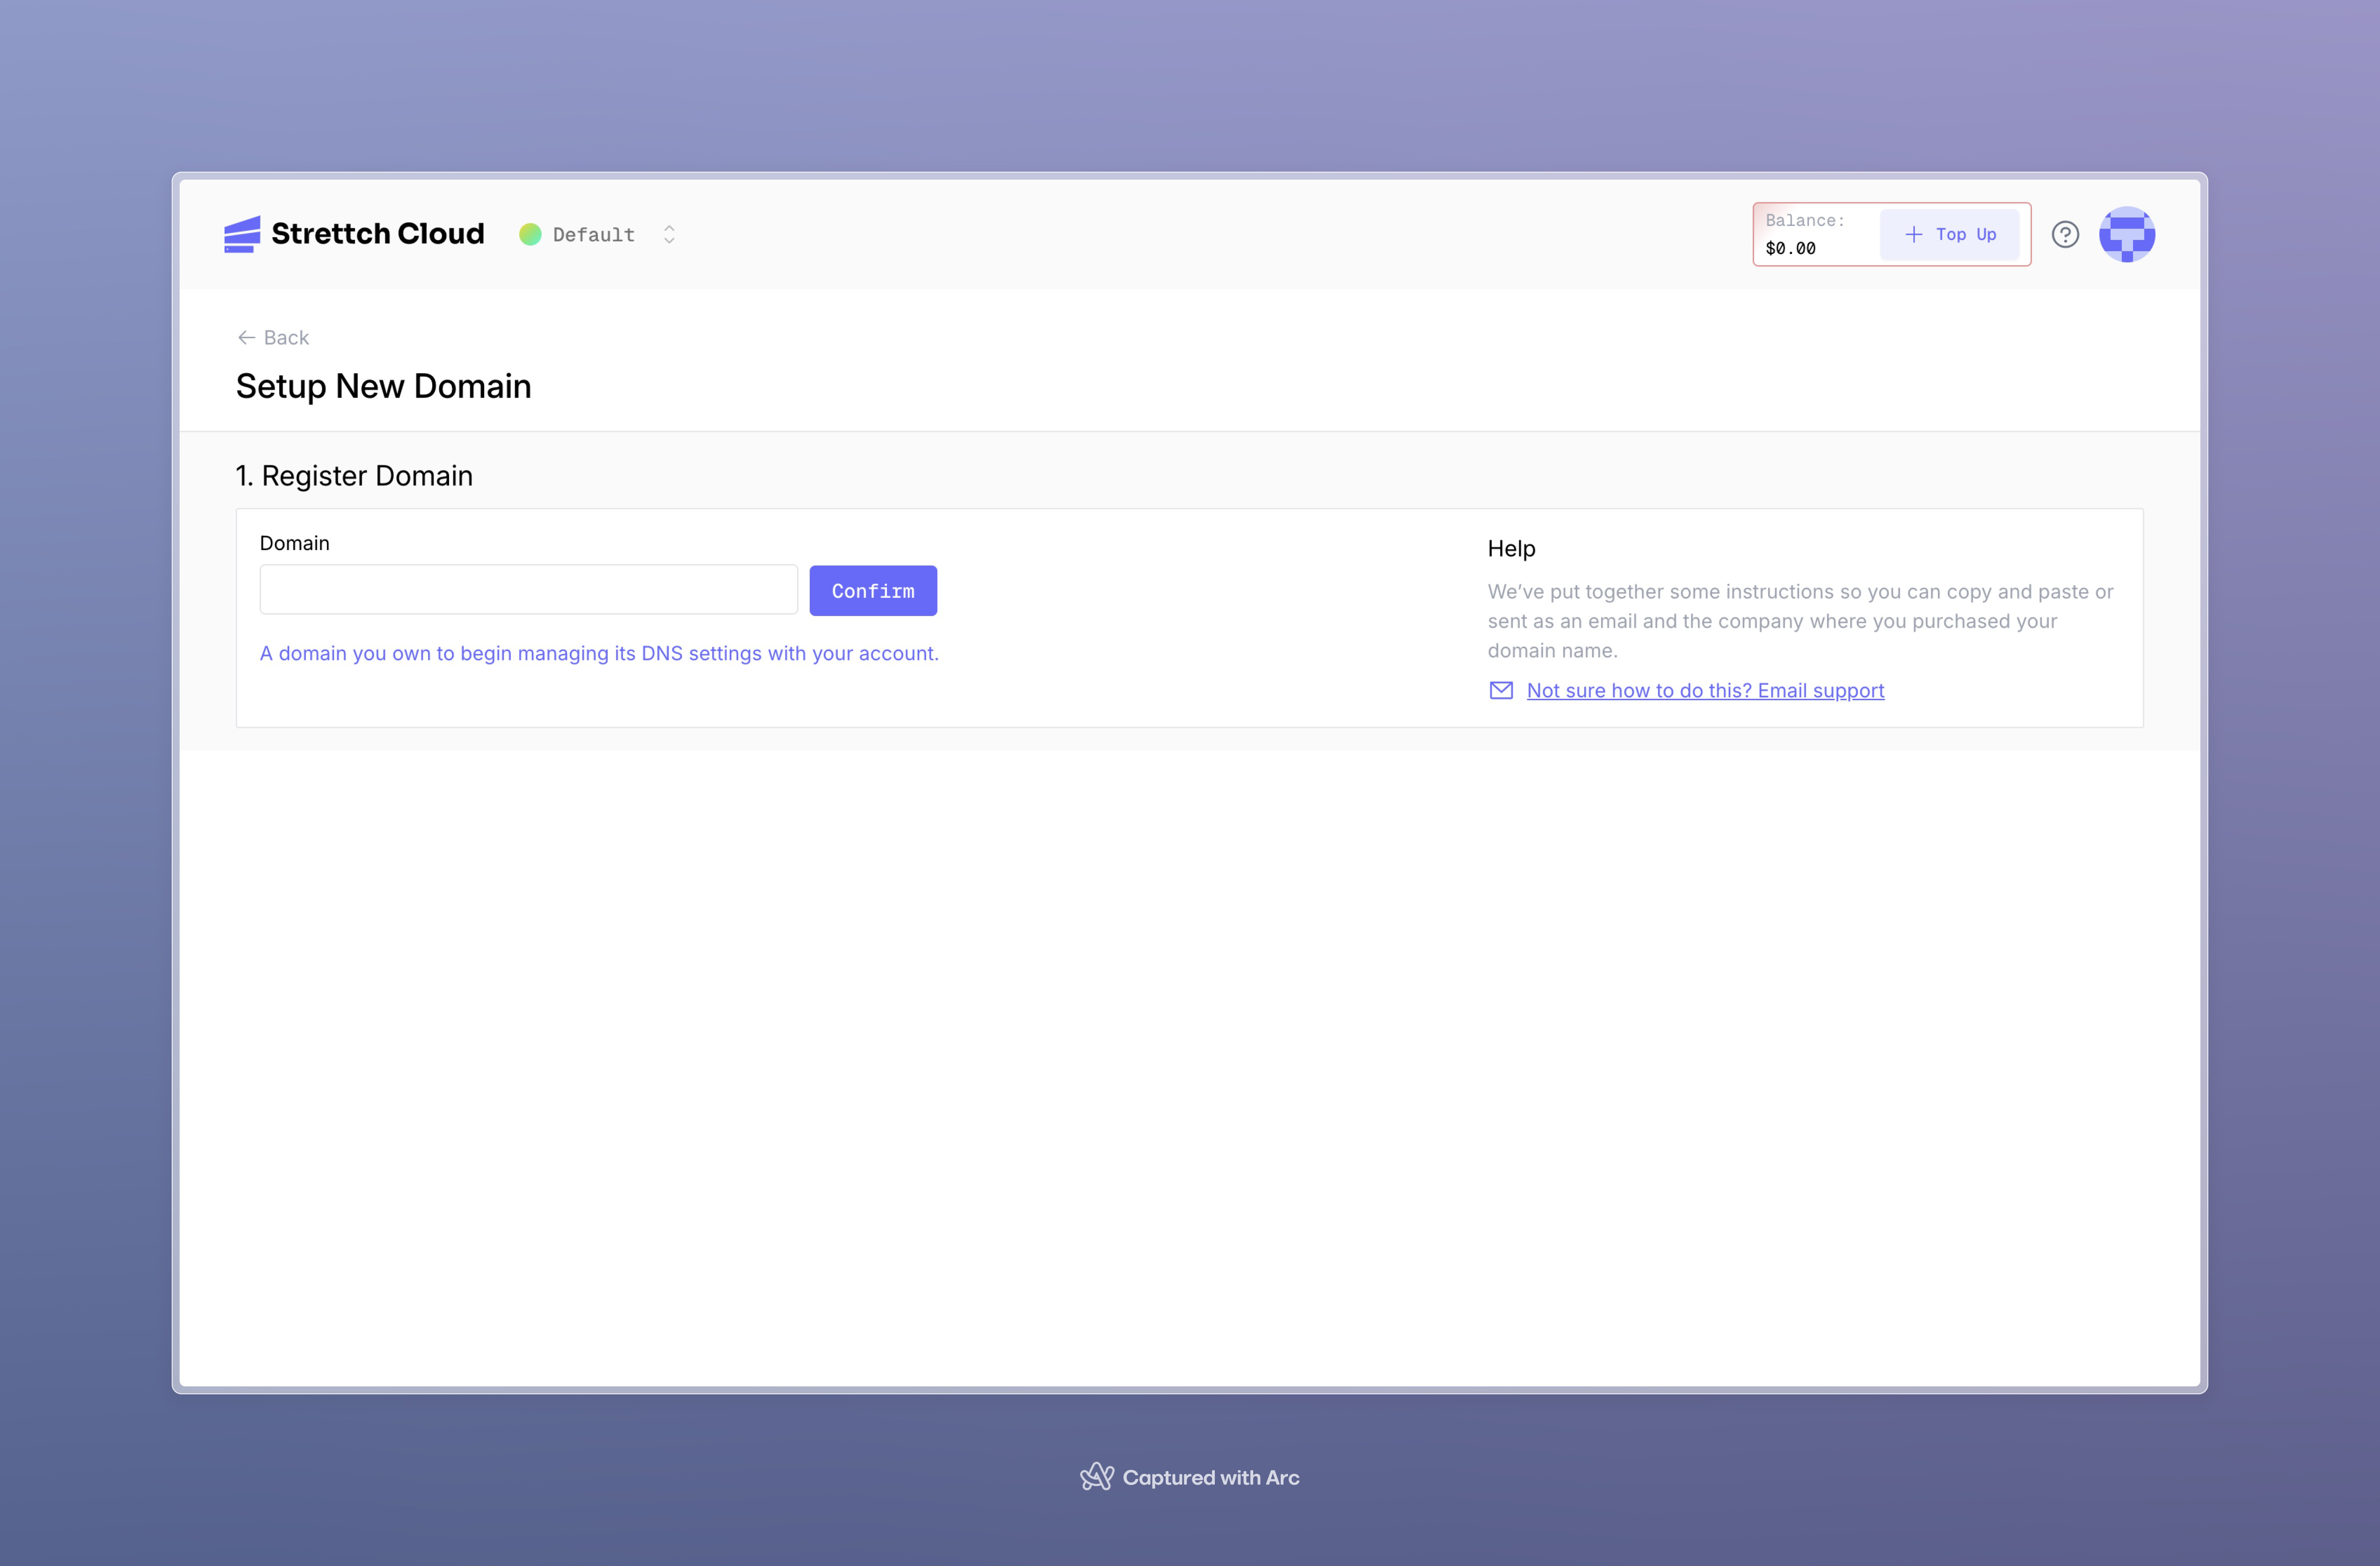 Strettch Cloud
Default
Balance:
$0.00
+ Top Up
← Back
Setup New Domain
1. Register Domain
Domain
Confirm
A domain you own to begin managing its DNS settings with your account.
Help
We’ve put together some instructions so you can copy and paste or
sent as an email and the company where you purchased your
domain name.
Not sure how to do this? Email support
Captured with Arc